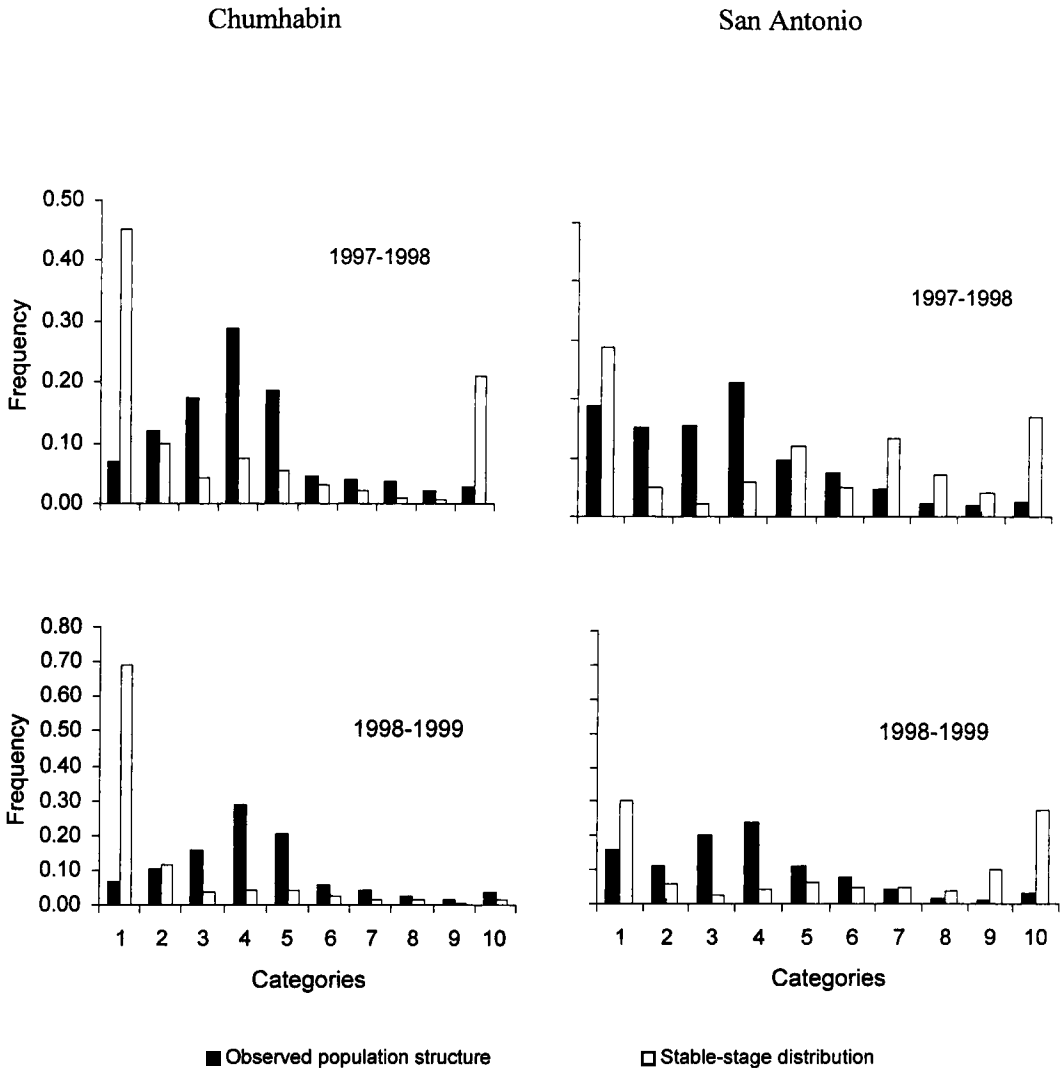 Chumhabin
San Antonio
0.50
0.40
0.30
0.20
0.10
0.00
Frequency
1997-1998
1997-1998
0.80
0.70
0.60
0.50
0.40
0.30
0.20
0.10
0.00
Frequency
1998-1999
1 2 3 4 5 6 7 8 9 10
Categories
1998-1999
1 2 3 4 5 6 7 8 9 10
Categories
Observed population structure
Stable-stage distribution